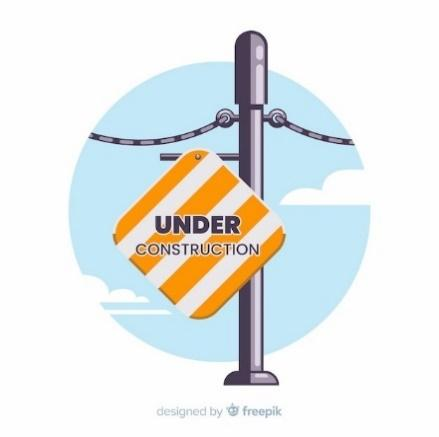 UNDER
CONSTRUCTION
designed by freepik